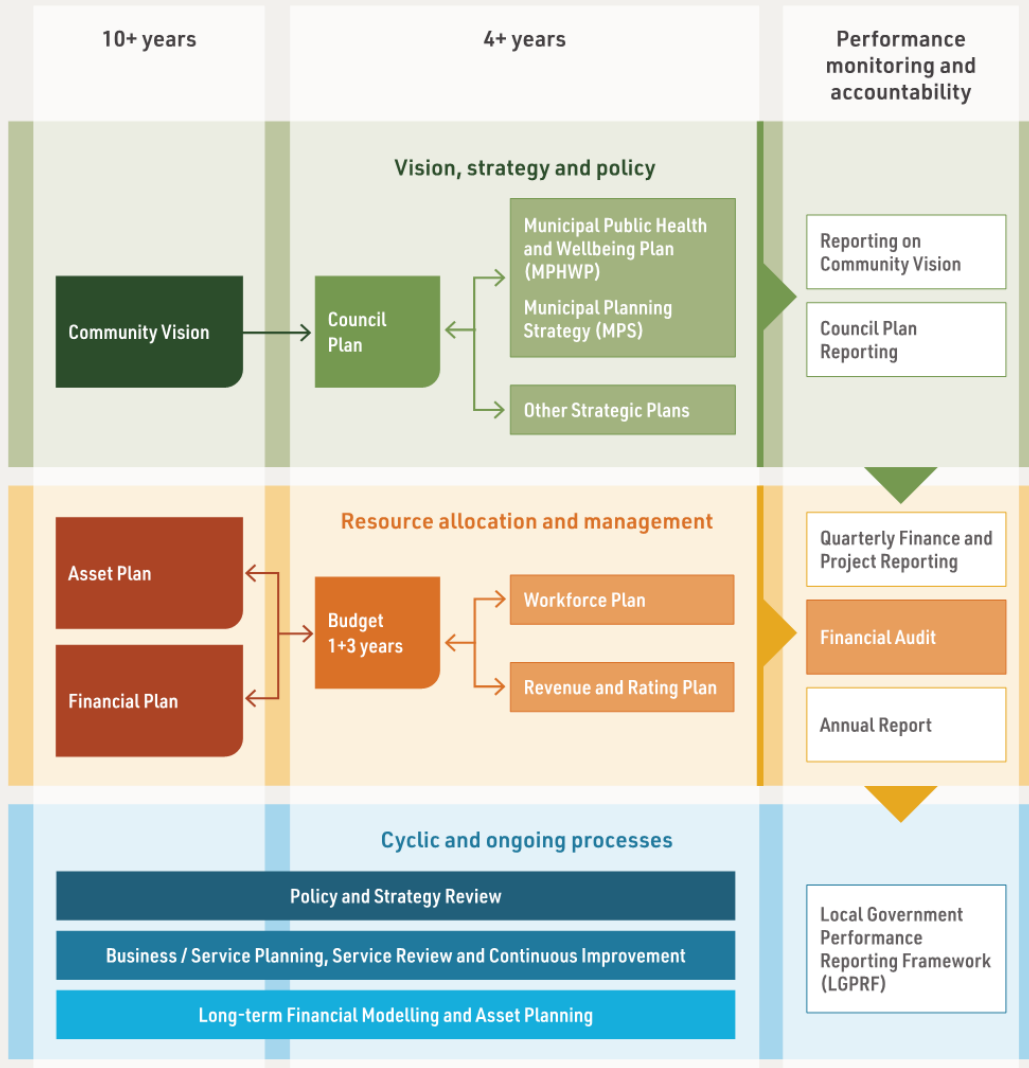 10+ years
4+ years
Performance
monitoring and
accountability
Vision, strategy and policy
Community Vision
Council
Plan
Municipal Public Health
and Wellbeing Plan
(MPHWP)
Municipal Planning
Strategy (MPS)
Other Strategic Plans
Reporting on
Community Vision
Council Plan
Reporting
Resource allocation and management
Asset Plan
Financial Plan
Budget
1+3 years
Workforce Plan
Revenue and Rating Plan
Quarterly Finance and
Project Reporting
Financial Audit
Annual Report
Cyclic and ongoing processes
Policy and Strategy Review
Business / Service Planning, Service Review and Continuous Improvement
Long-term Financial Modelling and Asset Planning
Local Government
Performance
Reporting Framework
(LGPRF)